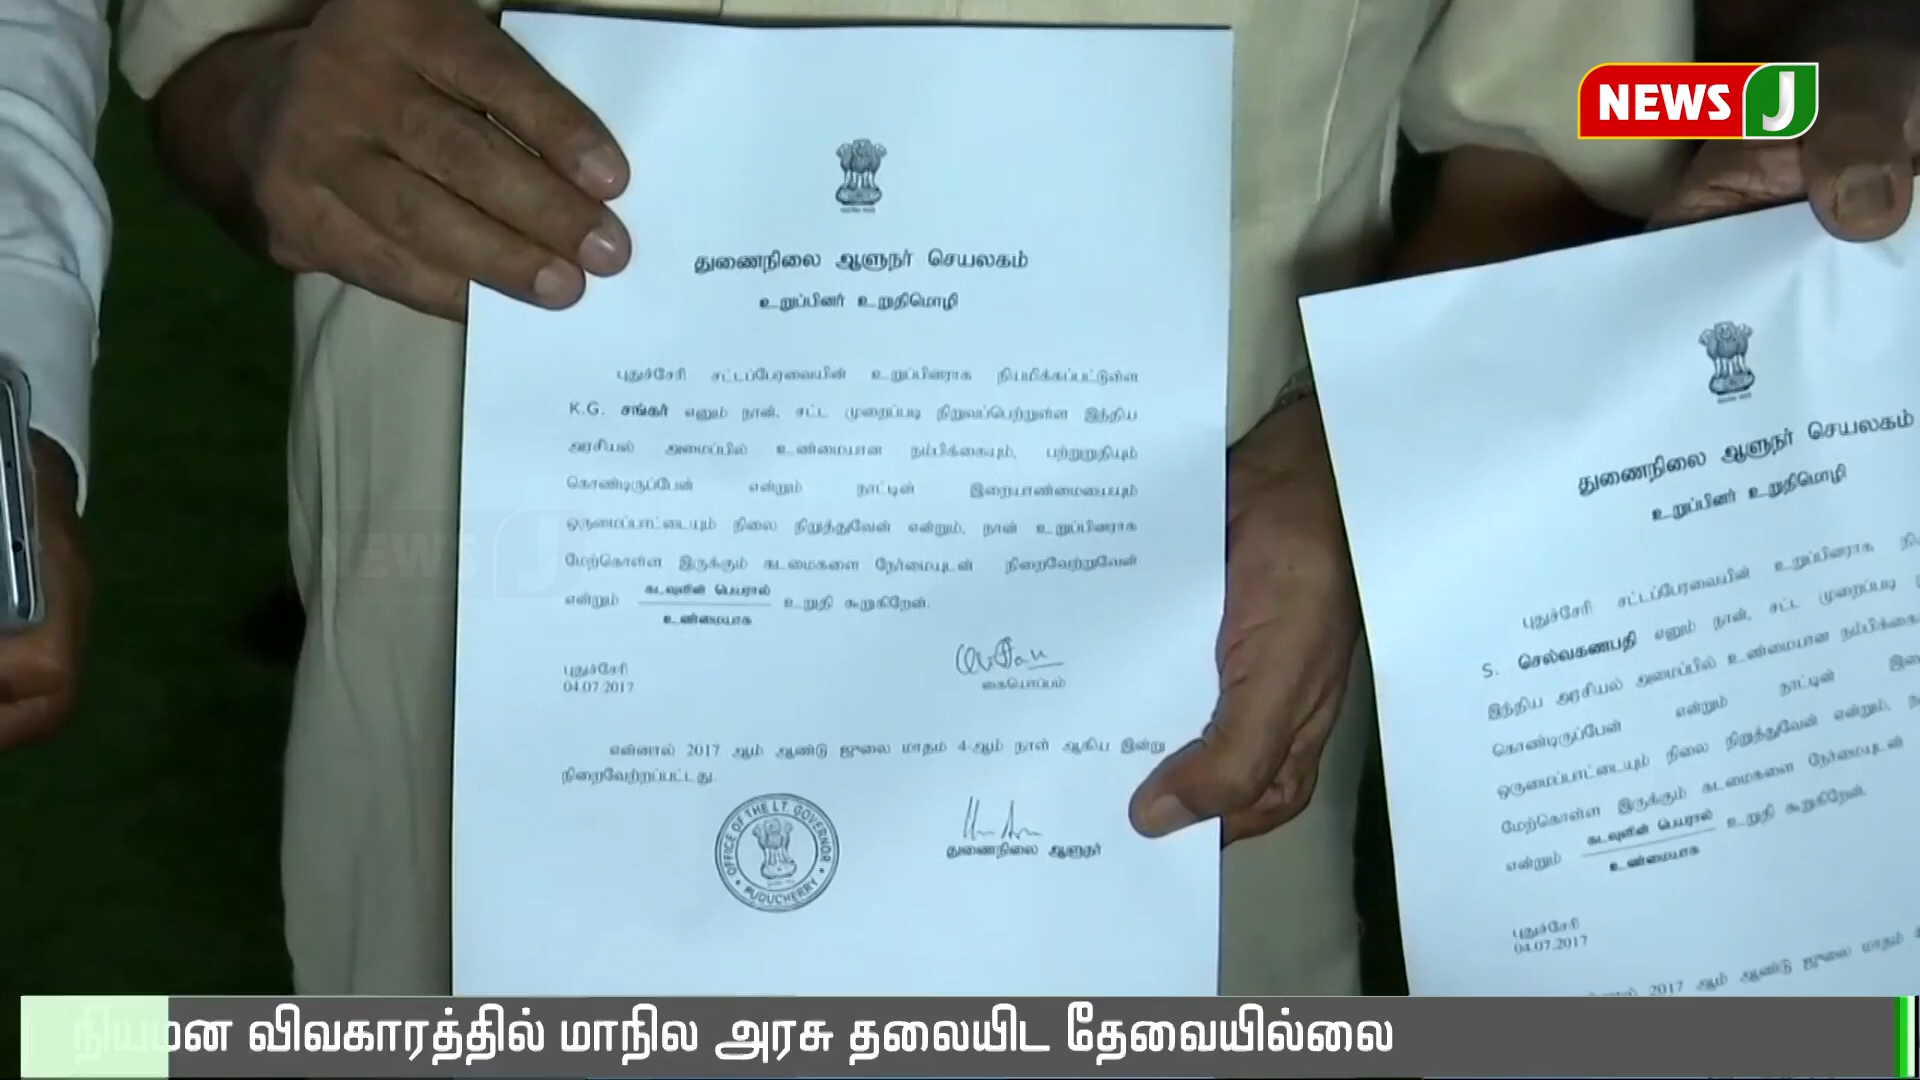 NEWS J
துணைநிலை ஆளுநர் செயலகம்
உறுப்பினர் உறுதிமொழி
புதுச்சேரி சட்டப்பேரவையின் உறுப்பினராக நியமிக்கப்பட்டுள்ள
K.G. சங்கர் எனும் நான், சட்ட முறைப்படி நிறுவப்பெற்றுள்ள இந்திய
அரசியல் அமைப்பில் உண்மையான நம்பிக்கையும், பற்றுறுதியும்
கொண்டிருப்பேன் என்றும் நாட்டின் இறையாண்மையையும்
ஒருமைப்பாட்டையும் நிலை நிறுத்துவேன் என்றும், நான் உறுப்பினராக
மேற்கொள்ள இருக்கும் கடமைகளை நேர்மையுடன் நிறைவேற்றுவேன்
என்றும் கடவுளின் பெயரால் உறுதி கூறுகிறேன்.
உண்மையாக
புதுச்சேரி
04.07.2017
கையொப்பம்
என்னால் 2017 ஆம் ஆண்டு ஜுலை மாதம் 4-ஆம் நாள் ஆகிய இன்று
நிறைவேற்றப்பட்டது.
OFFICE OF THE LT. GOVERNOR
PUDUCHERRY
துணைநிலை ஆளுநர்
துணைநிலை ஆளுநர் செயலகம்
உறுப்பினர் உறுதிமொழி
புதுச்சேரி சட்டப்பேரவையின் உறுப்பினராக
S. செல்வகணபதி எனும் நான், சட்ட முறைப்படி
இந்திய அரசியல் அமைப்பில் உண்மையான நம்பிக்கை
கொண்டிருப்பேன் என்றும் நாட்டின்
ஒருமைப்பாட்டையும் நிலை நிறுத்துவேன் என்றும்,
மேற்கொள்ள இருக்கும் கடமைகளை நேர்மையுடன்
என்றும் கடவுளின் பெயரால் உறுதி கூறுகிறேன்.
உண்மையாக
புதுச்சேரி
04.07.2017
2017 ஆம் ஆண்டு ஜுலை மாதம்
நியமன விவகாரத்தில் மாநில அரசு தலையிட தேவையில்லை